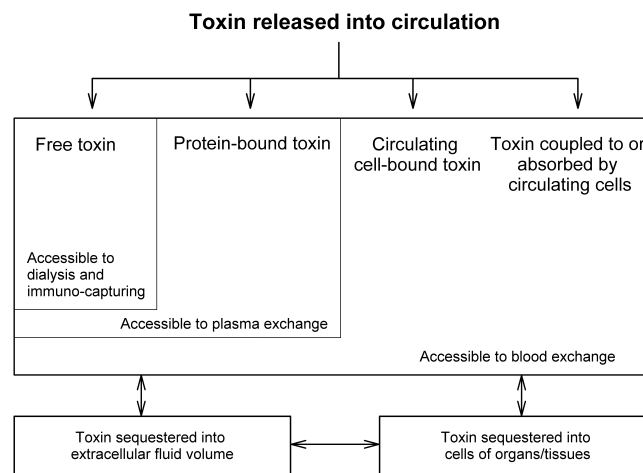 Toxin released into circulation
Free toxin
Protein-bound toxin
Circulating
cell-bound toxin
Toxin coupled to or
absorbed by
circulating cells
Accessible to
dialysis and
immuno-capturing
Accessible to plasma exchange
Accessible to blood exchange
Toxin sequestered into
extracellular fluid volume
Toxin sequestered into
cells of organs/tissues